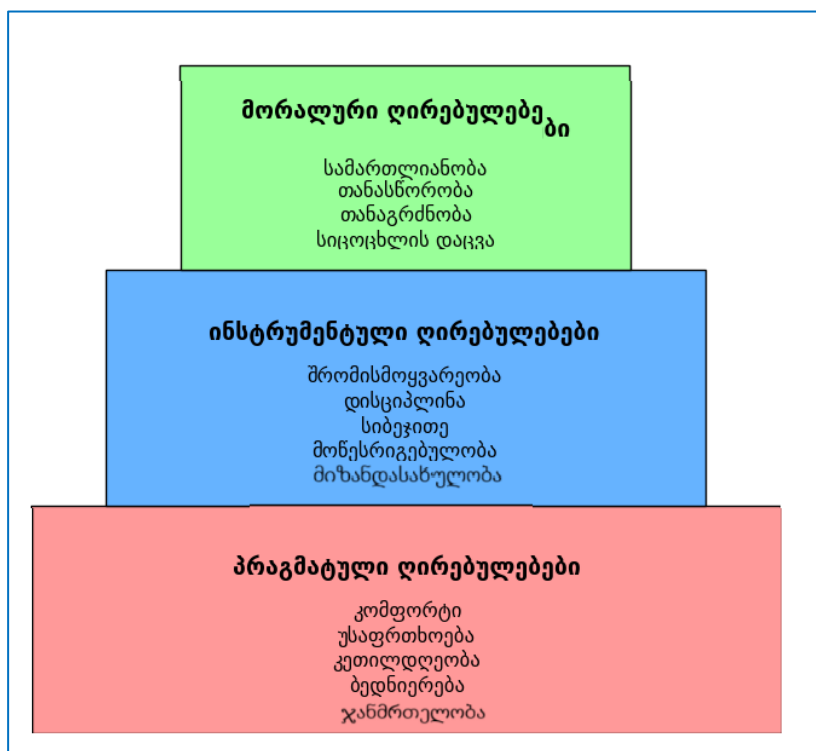 მორალური ღირებულებები
სამართლიანობა
თანასწორობა
თანაგრძნობა
სიცოცხლის დაცვა
ინსტრუმენტული ღირებულებები
შრომისმოყვარეობა
დისციპლინა
სიბეჯითე
მოწესრიგებულობა
მიზანდასახულობა
პრაგმატული ღირებულებები
კომფორტი
უსაფრთხოება
კეთილდღეობა
ბედნიერება
ჯანმრთელობა